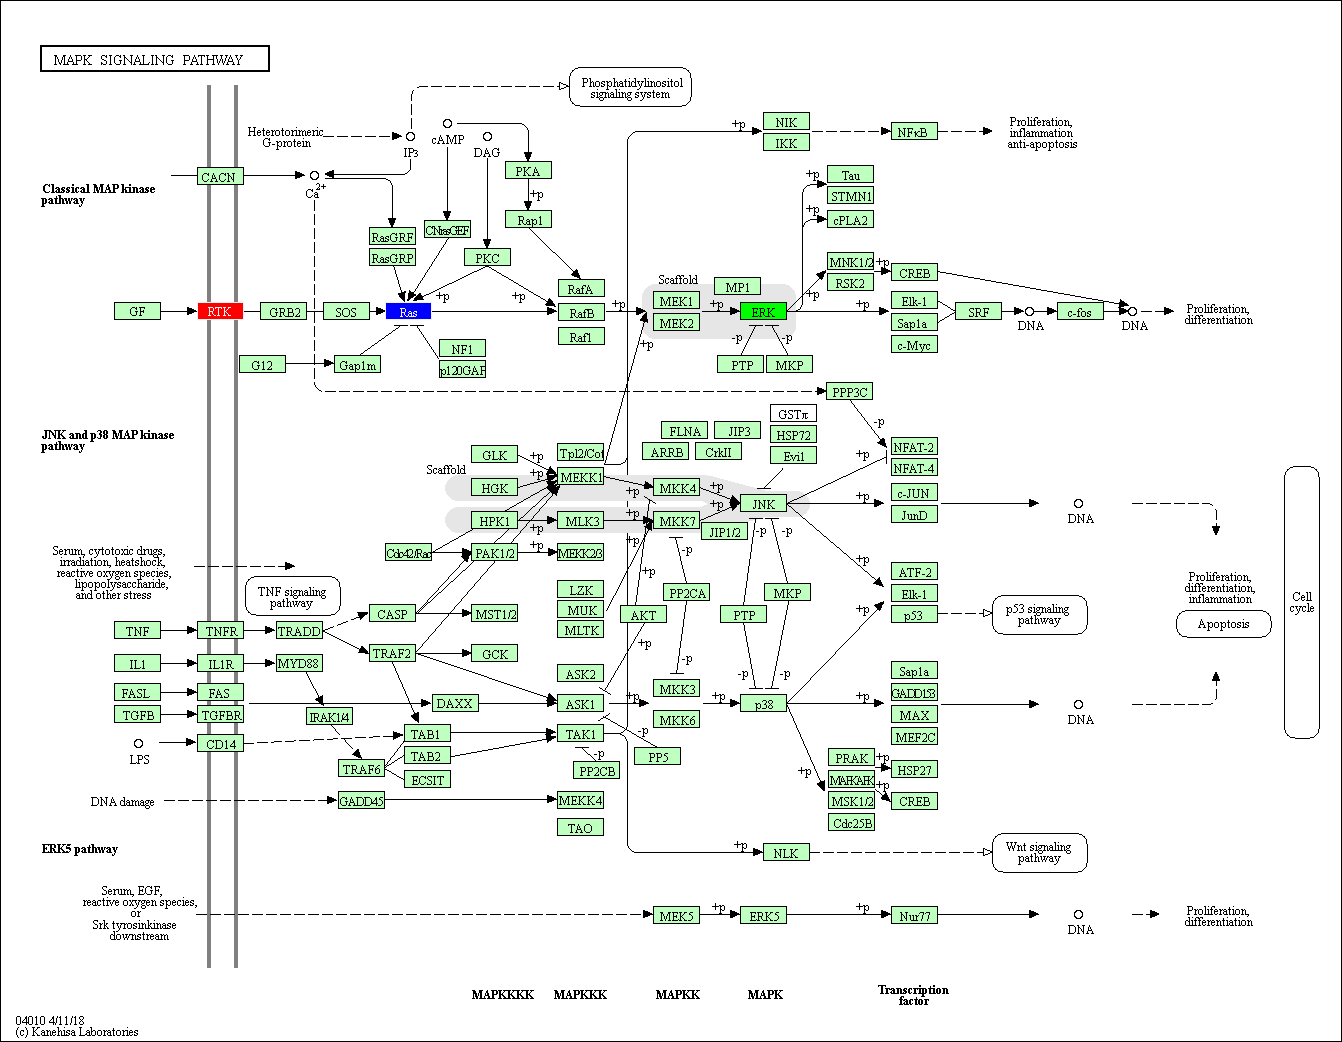 MAPK SIGNALING PATHWAY
Phosphatidylinositol
signaling system
Heterotorimeric
G-protein
IP3
cAMP
DAG
+p
NIK
IKK
NFκB
Proliferation,
inflammation
anti-apoptosis
CACN
Ca2+
PKA
+p
Tau
STMN1
+p
Classical MAP kinase
pathway
RasGRF
RasGRP
CNrasGEF
Rap1
cPLA2
+p
PKC
RafA
Scaffold
MP1
MNK1/2
RSK2
+p
CREB
GF
RTK
GRB2
SOS
Ras
+p
+p
RafB
Raf1
+p
MEK1
MEK2
+p
ERK
+p
+p
Elk-1
Sap1a
c-Myc
SRF
DNA
c-fos
DNA
Proliferation,
differentiation
G12
Gap1m
NF1
p120GAP
+p
-p
-p
PTP
MKP
PPP3C
-p
JNK and p38 MAP kinase
pathway
GSTπ
HSP72
Evi1
FLNA
JIP3
ARRB
CrkII
NFAT-2
NFAT-4
+p
Scaffold
GLK
HGK
HPK1
+p
+p
+p
Tpl2/Cot
MEKK1
MLK3
+p
+p
MKK4
MKK7
+p
+p
JNK
JIP1/2
+p
c-JUN
JunD
DNA
Cdc42/Rac
PAK1/2
+p
MEKK2/3
+p
-p
-p
-p
+p
Serum, cytotoxic drugs,
irradiation, heatshock,
reactive oxygen species,
lipopolysaccharide,
and other stress
TNF signaling
pathway
CASP
MST1/2
LZK
MUK
MLTK
+p
AKT
PP2CA
PTP
MKP
ATF-2
Elk-1
p53
+p
p53 signaling
pathway
Proliferation,
differentiation,
inflammation
Apoptosis
Cell
cycle
TNF
TNFR
TRADD
IL1
IL1R
MYD88
TRAF2
GCK
+p
-p
-p
-p
FASL
FAS
TGFB
TGFBR
IRAK1/4
DAXX
ASK2
ASK1
+p
MKK3
MKK6
+p
p38
+p
Sap1a
GADD153
MAX
MEF2C
DNA
LPS
CD14
TAB1
TAB2
ECSIT
TRAF6
TAK1
-p
PP2CB
-p
PP5
+p
PRAK
MAPKAPK
MSK1/2
Cdc25B
+p
+p
HSP27
CREB
DNA damage
GADD45
MEKK4
TAO
ERK5 pathway
+p
NLK
Wnt signaling
pathway
Serum, EGF,
reactive oxygen species,
or
Srk tyrosinkinase
downstream
MEK5
+p
ERK5
+p
Nur77
DNA
Proliferation,
differentiation
MAPKKKK
MAPKKK
MAPKK
MAPK
Transcription
factor
04010 4/11/18
(c) Kanehisa Laboratories